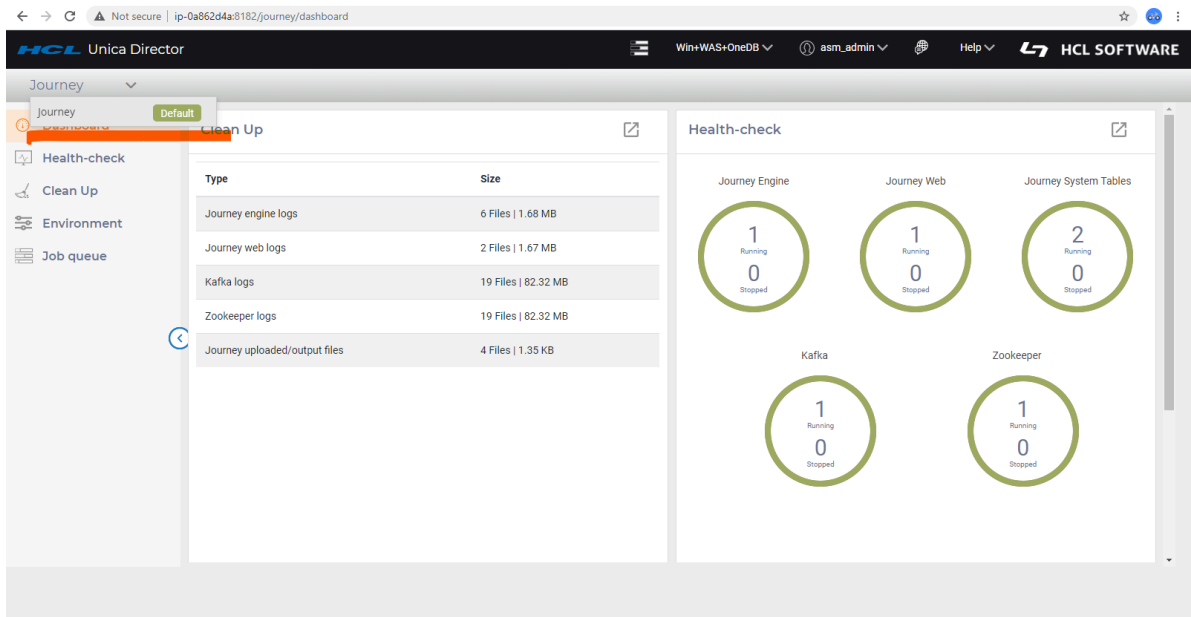 Not secure | ip-0a862d4a:8182/journey/dashboard
HCL Unica Director
Win+WAS+OneDB
asm_admin
Help
HCL SOFTWARE
Journey
Journey Default
Dashboard
Health-check
Clean Up
Environment
Job queue
Clean Up
Type Size
Journey engine logs 6 Files | 1.68 MB
Journey web logs 2 Files | 1.67 MB
Kafka logs 19 Files | 82.32 MB
Zookeeper logs 19 Files | 82.32 MB
Journey uploaded/output files 4 Files | 1.35 KB
Health-check
Journey Engine
1
Running
0
Stopped
Journey Web
1
Running
0
Stopped
Journey System Tables
2
Running
0
Stopped
Kafka
1
Running
0
Stopped
Zookeeper
1
Running
0
Stopped